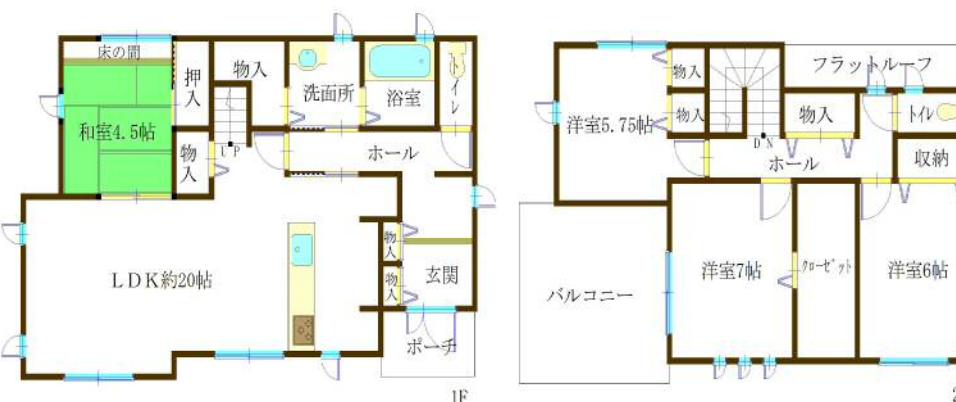 床の間
押入
物入
洗面所
浴室
トイレ
和室4.5帖
物入
UP
ホール
LDK約20帖
物入
物入
玄関
ポーチ
1F
フラットルーフ
物入
物入
洋室5.75帖
物入
トイレ
DN
ホール
収納
バルコニー
洋室7帖
クローゼット
洋室6帖
2